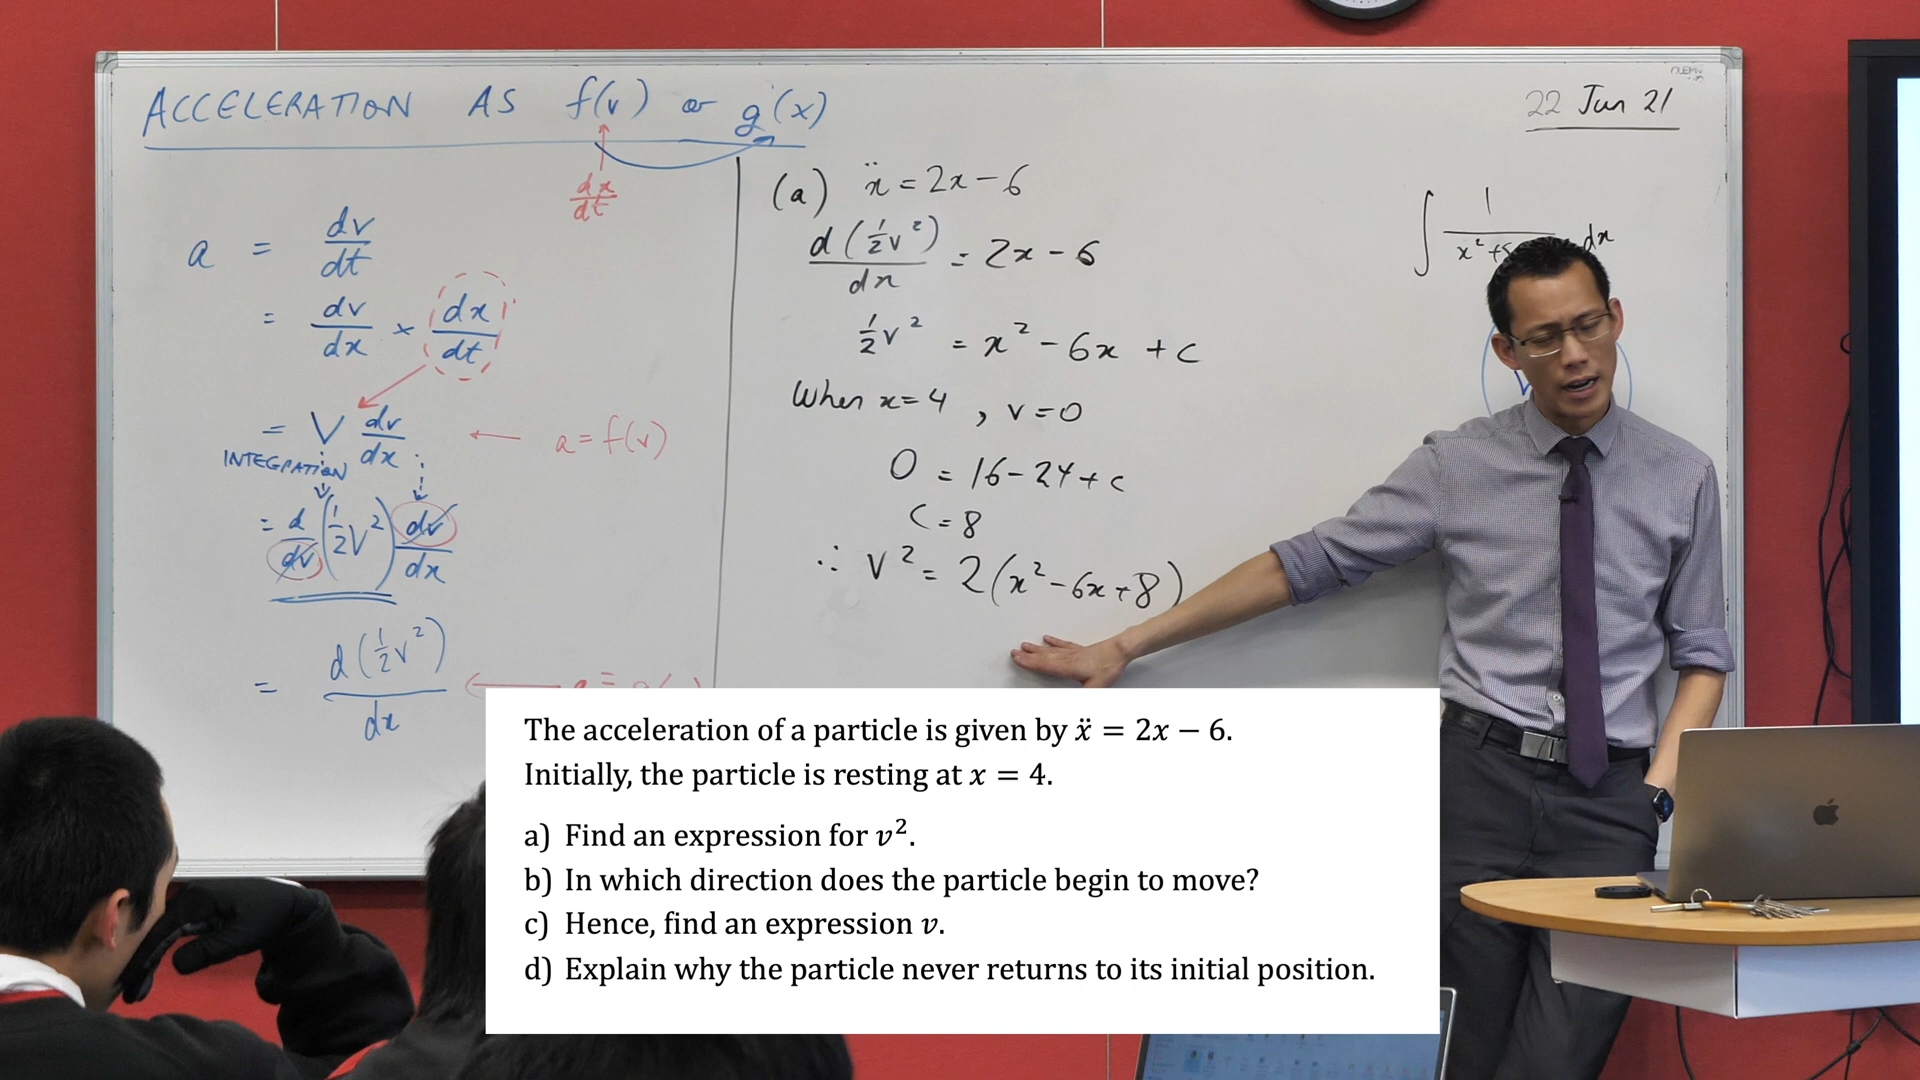 ACCELERATION AS f(v) or g(x)
22 Jun 21
dx/dt
a = dv/dt
= dv/dx × dx/dt
= V dv/dx ← a = f(v)
INTEGRATION
= d/dv (½V²) dv/dx
= d(½v²)/dx
(a) ẍ = 2x - 6
d(½v²)/dx = 2x - 6
½v² = x² - 6x + c
When x=4, v=0
0 = 16 - 24 + c
C = 8
∴ V² = 2(x² - 6x + 8)
∫ 1/x²+ dx
The acceleration of a particle is given by ẍ = 2x − 6.
Initially, the particle is resting at x = 4.
a) Find an expression for v².
b) In which direction does the particle begin to move?
c) Hence, find an expression v.
d) Explain why the particle never returns to its initial position.